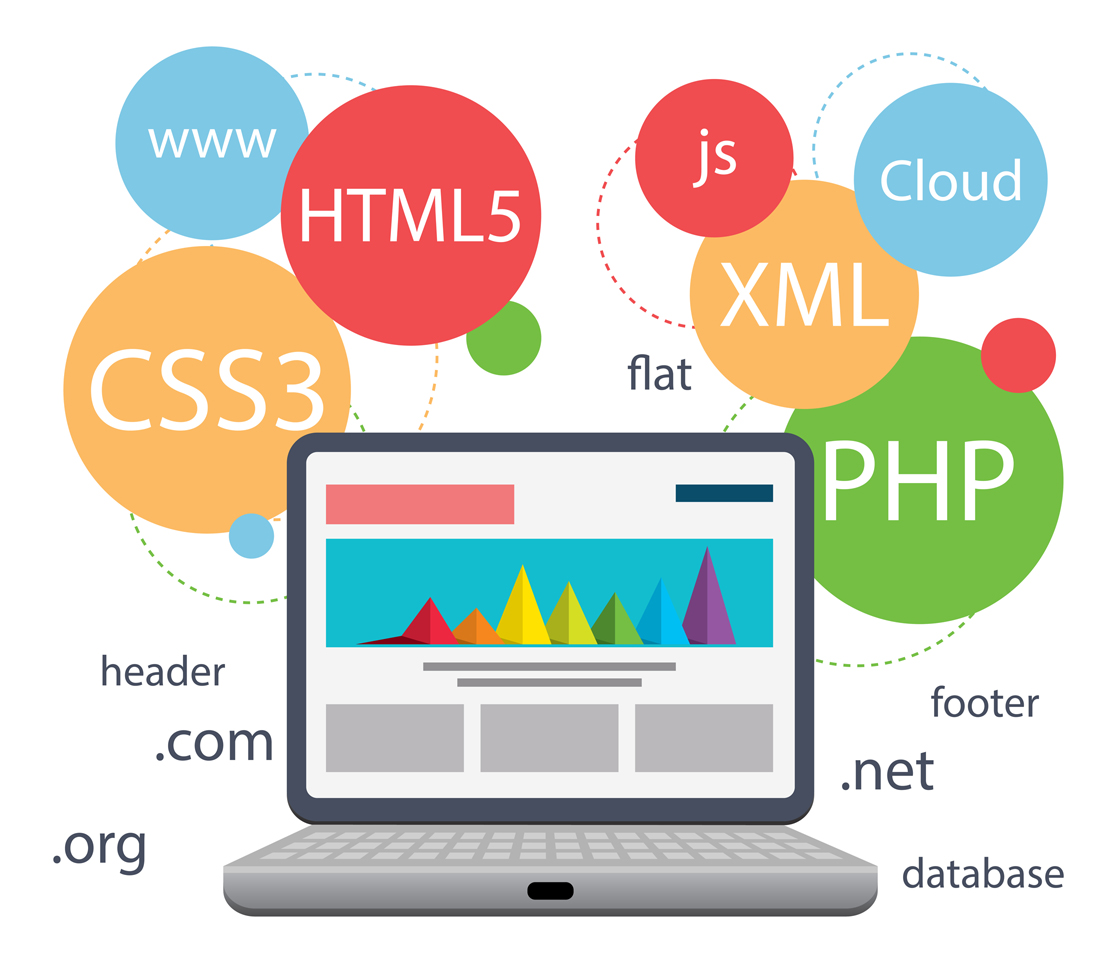 www
HTML5
js
Cloud
XML
CSS3
flat
PHP
header
footer
.com
.net
.org
database